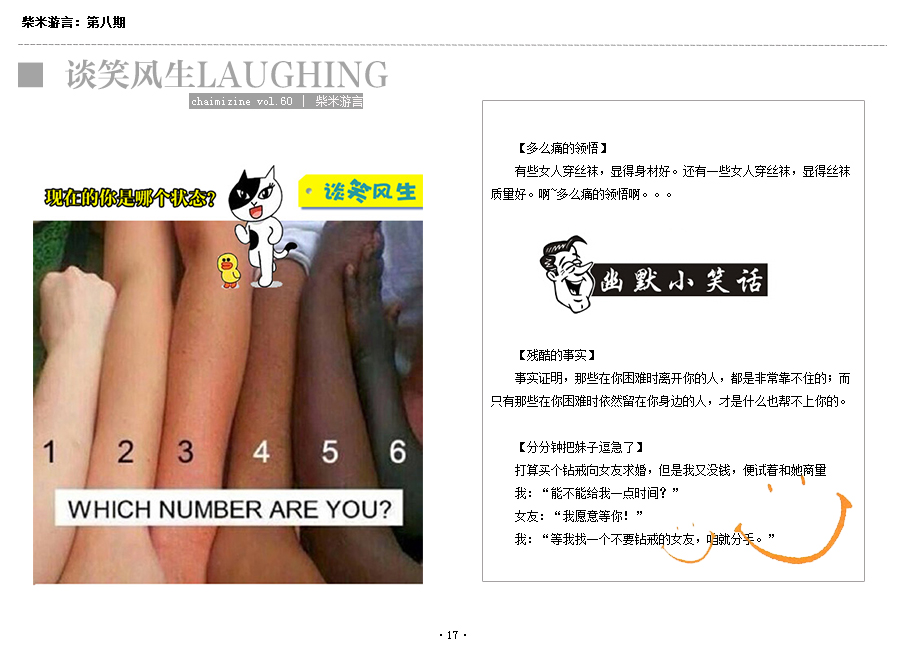 柴米游言：第八期
谈笑风生LAUGHING
chaimizine vol.60 | 柴米游言
现在的你是哪个状态?
谈笑风生
1 2 3 4 5 6
WHICH NUMBER ARE YOU?
【多么痛的领悟】
有些女人穿丝袜，显得身材好。还有一些女人穿丝袜，显得丝袜
质量好。啊~多么痛的领悟啊。。。
幽默小笑话
【残酷的事实】
事实证明，那些在你困难时离开你的人，都是非常靠不住的；而
只有那些在你困难时依然留在你身边的人，才是什么也帮不上你的。
【分分钟把妹子逼急了】
打算买个钻戒向女友求婚，但是我又没钱，便试着和她商量
我：“能不能给我一点时间？”
女友：“我愿意等你！”
我：“等我找一个不要钻戒的女友，咱就分手。”
·17·